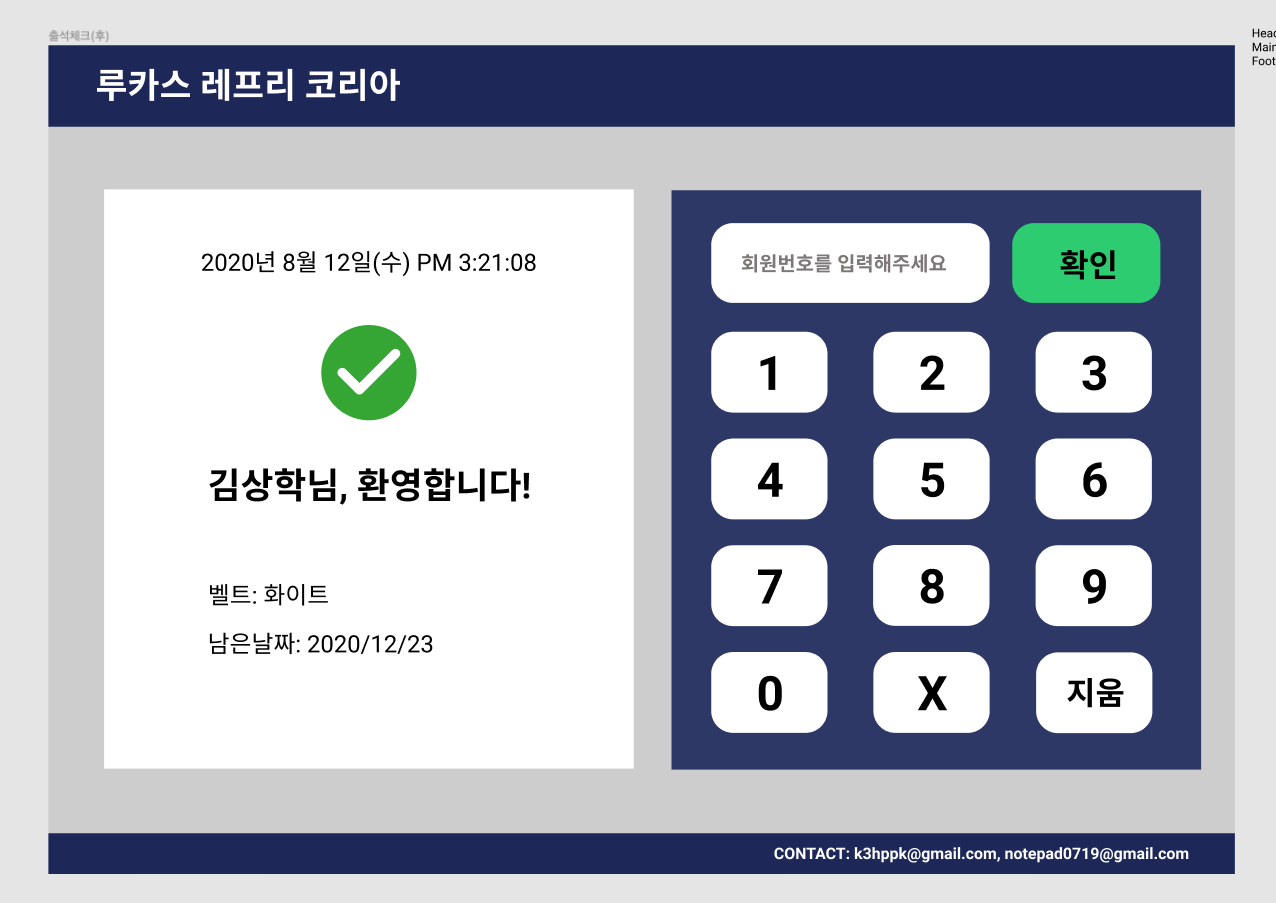 출석체크(후)
Head
Main
Foot
루카스 레프리 코리아
2020년 8월 12일(수) PM 3:21:08
김상학님, 환영합니다!
벨트: 화이트
남은날짜: 2020/12/23
회원번호를 입력해주세요
확인
1
2
3
4
5
6
7
8
9
0
X
지움
CONTACT: k3hppk@gmail.com, notepad0719@gmail.com